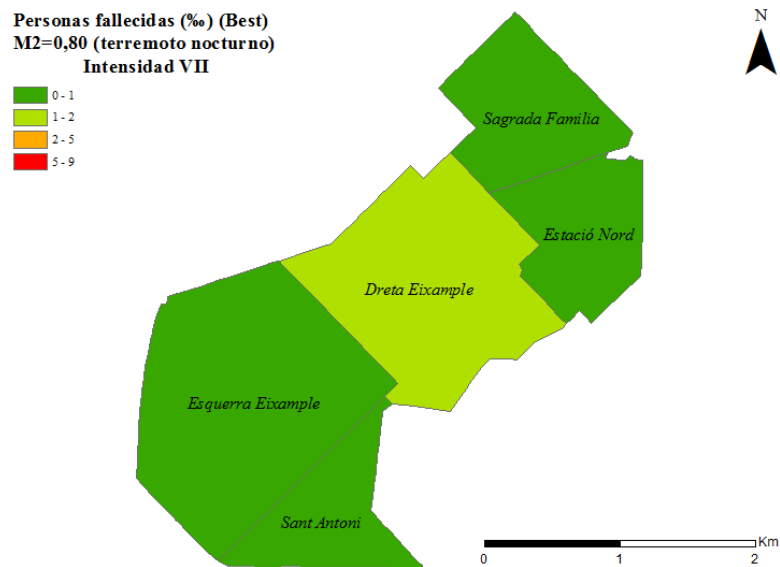 Personas fallecidas (‰) (Best)
M2=0,80 (terremoto nocturno)
Intensidad VII
0 - 1
1 - 2
2 - 5
5 - 9
N
Sagrada Familia
Estació Nord
Dreta Eixample
Esquerra Eixample
Sant Antoni
Km
0 1 2